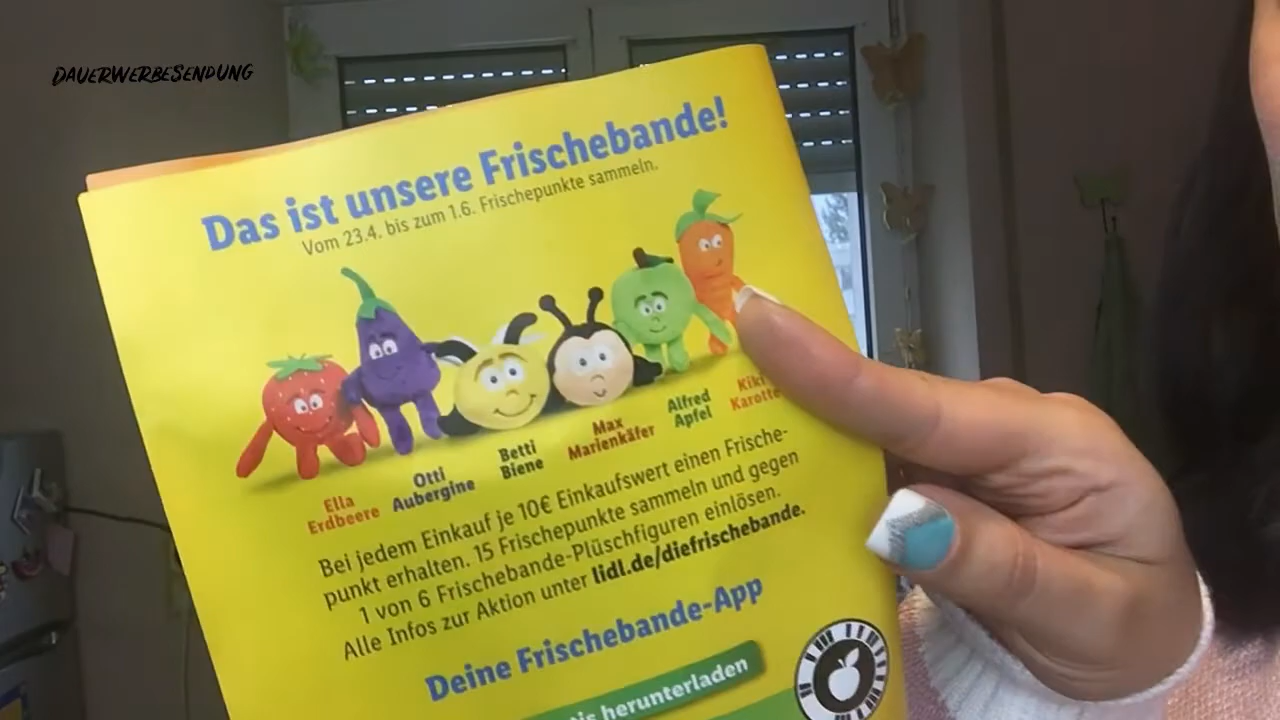 DAUERWERBESENDUNG
Das ist unsere Frischebande!
Vom 23.4. bis zum 1.6. Frischepunkte sammeln.
Ella
Erdbeere
Otti
Aubergine
Betti
Biene
Max
Marienkäfer
Alfred
Apfel
Kiki
Karotte
Bei jedem Einkauf je 10€ Einkaufswert einen Frische-
punkt erhalten. 15 Frischepunkte sammeln und gegen
1 von 6 Frischebande-Plüschfiguren einlösen.
Alle Infos zur Aktion unter lidl.de/diefrischebande.
Deine Frischebande-App
herunterladen